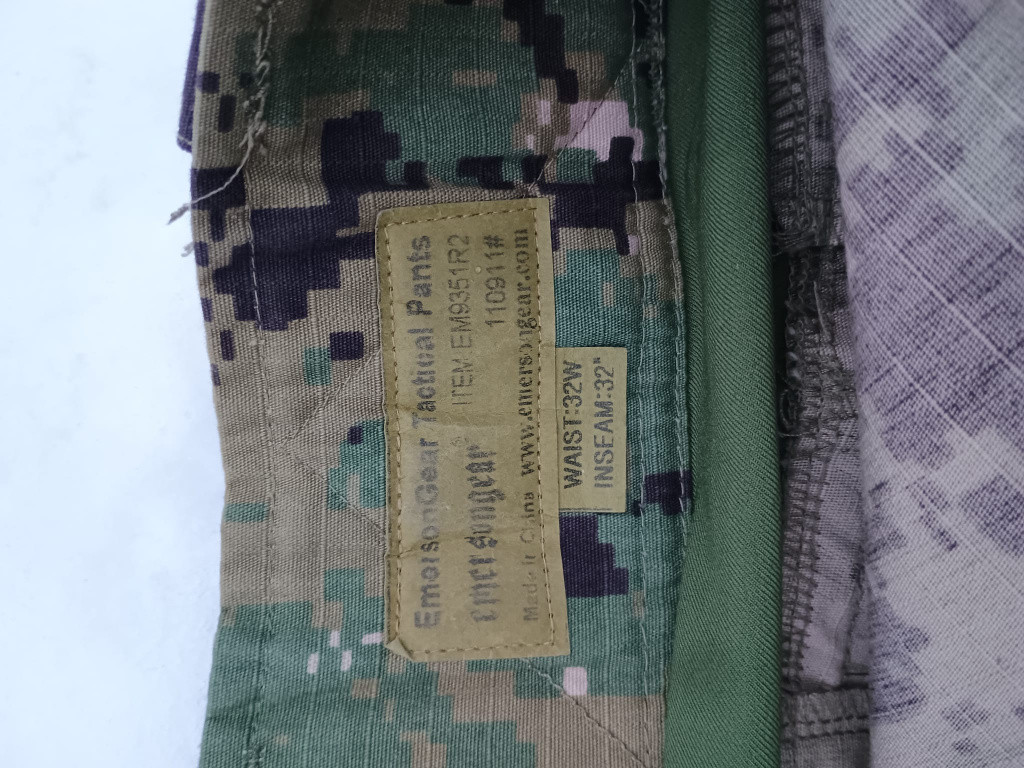 EmersonGear Tactical Pants
emersongear® ITEM:EM9351R2
110911#
Made in China www.emersongear.com
WAIST:32W
INSEAM:32"